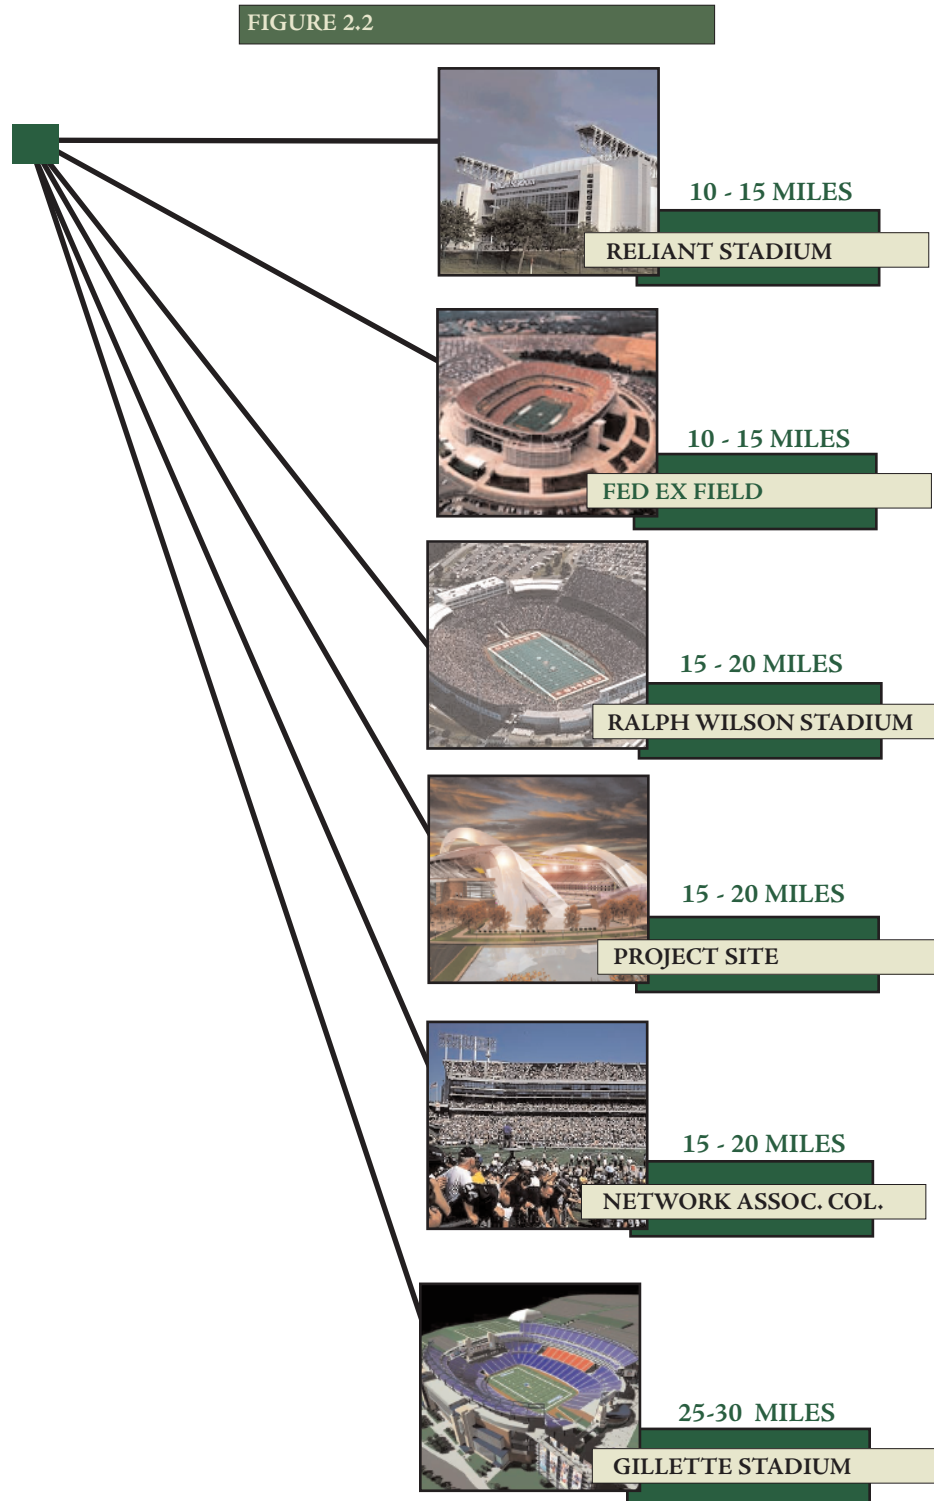 FIGURE 2.2
10 - 15 MILES
RELIANT STADIUM
10 - 15 MILES
FED EX FIELD
15 - 20 MILES
RALPH WILSON STADIUM
15 - 20 MILES
PROJECT SITE
15 - 20 MILES
NETWORK ASSOC. COL.
25-30 MILES
GILLETTE STADIUM